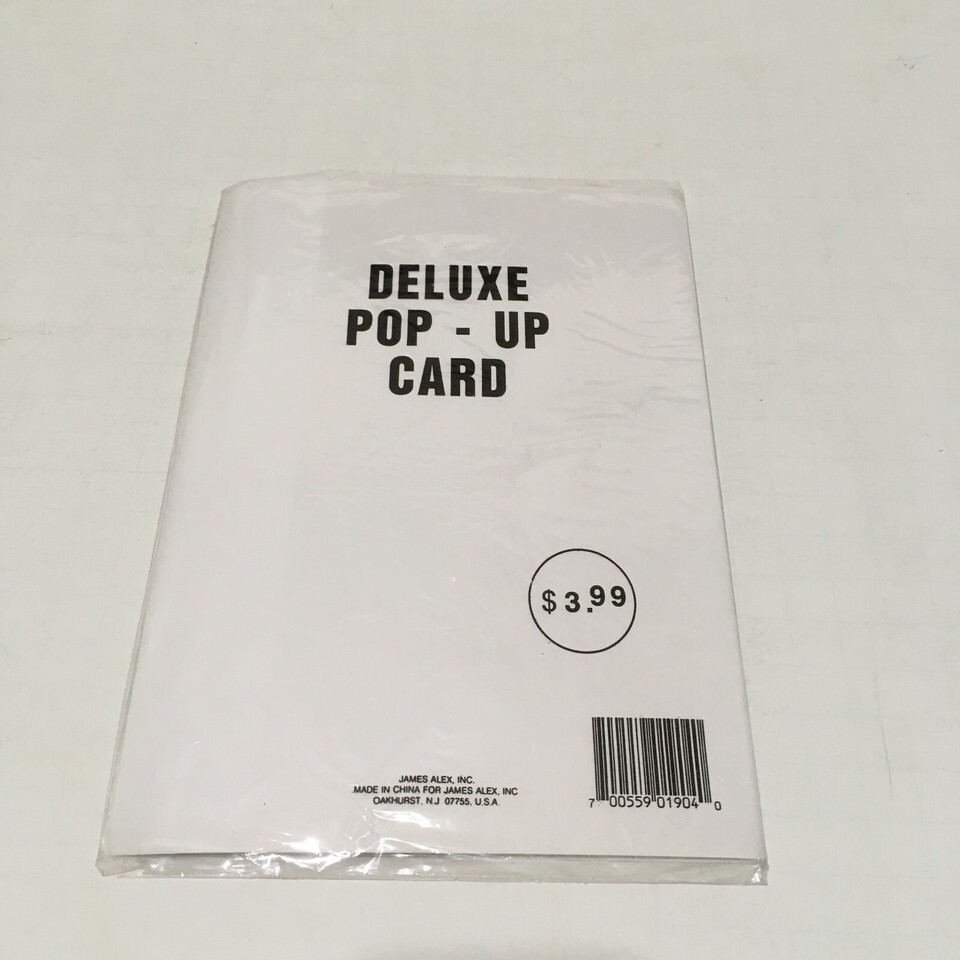 DELUXE
POP - UP
CARD
$3.99
JAMES ALEX, INC.
MADE IN CHINA FOR JAMES ALEX, INC
OAKHURST, N.J 07755, U.S.A.
7 00559 01904 0